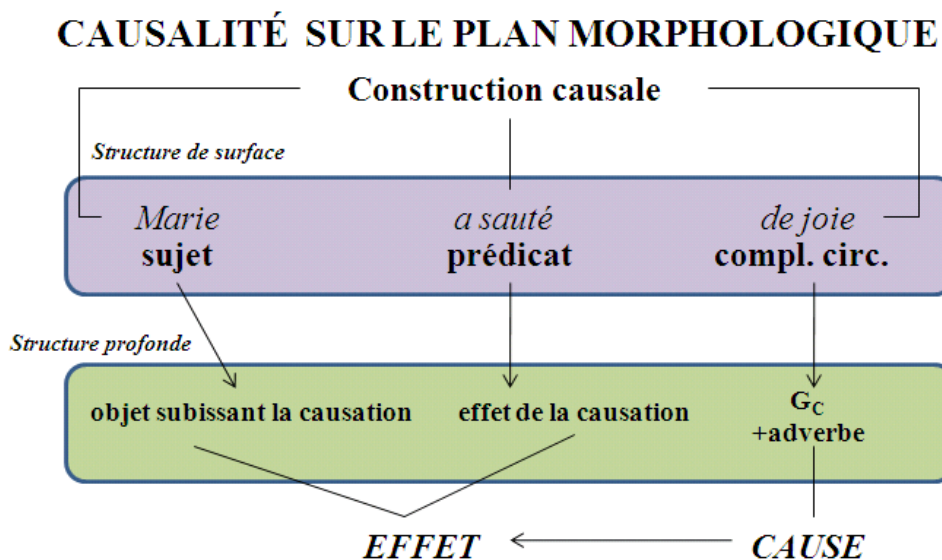 CAUSALITÉ SUR LE PLAN MORPHOLOGIQUE
Construction causale
Structure de surface
Marie a sauté de joie
sujet prédicat compl. circ.
Structure profonde
objet subissant la causation effet de la causation G_C
+adverbe
EFFET CAUSE